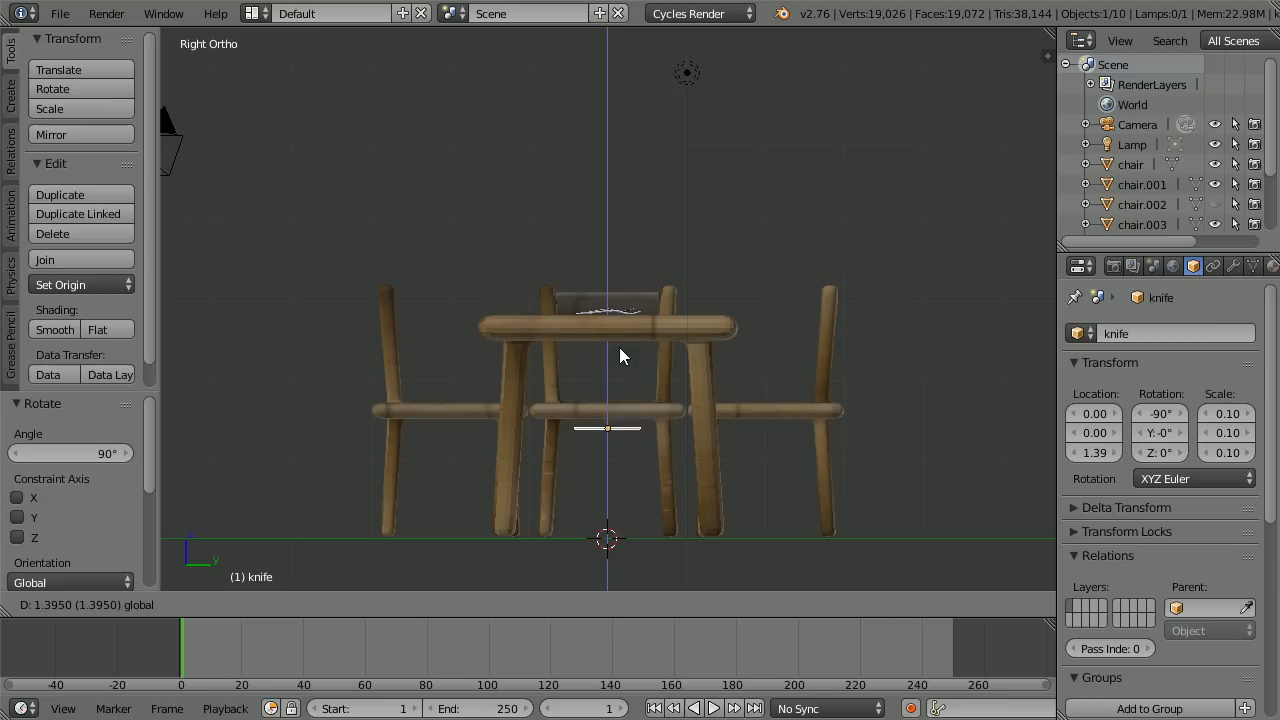 File Render Window Help Default Scene Cycles Render v2.76 | Verts:19,026 | Faces:19,072 | Tris:38,144 | Objects:1/10 | Lamps:0/1 | Mem:22.98M |
Tools
Create
Relations
Animation
Physics
Grease Pencil
Transform
Translate
Rotate
Scale
Mirror
Edit
Duplicate
Duplicate Linked
Delete
Join
Set Origin
Shading:
Smooth Flat
Data Transfer:
Data Data Lay
Rotate
Angle
90°
Constraint Axis
X
Y
Z
Orientation
Global
Right Ortho
z
y
(1) knife
D: 1.3950 (1.3950) global
View Search All Scenes
Scene
RenderLayers
World
Camera
Lamp
chair
chair.001
chair.002
chair.003
knife
knife
Transform
Location: Rotation: Scale:
0.00 -90° 0.10
0.00 Y: -0° 0.10
1.39 Z: 0° 0.10
Rotation XYZ Euler
Delta Transform
Transform Locks
Relations
Layers: Parent:
Object
Pass Inde: 0
Groups
Add to Group
-40 -20 0 20 40 60 80 100 120 140 160 180 200 220 240 260
View Marker Frame Playback Start: 1 End: 250 1 No Sync